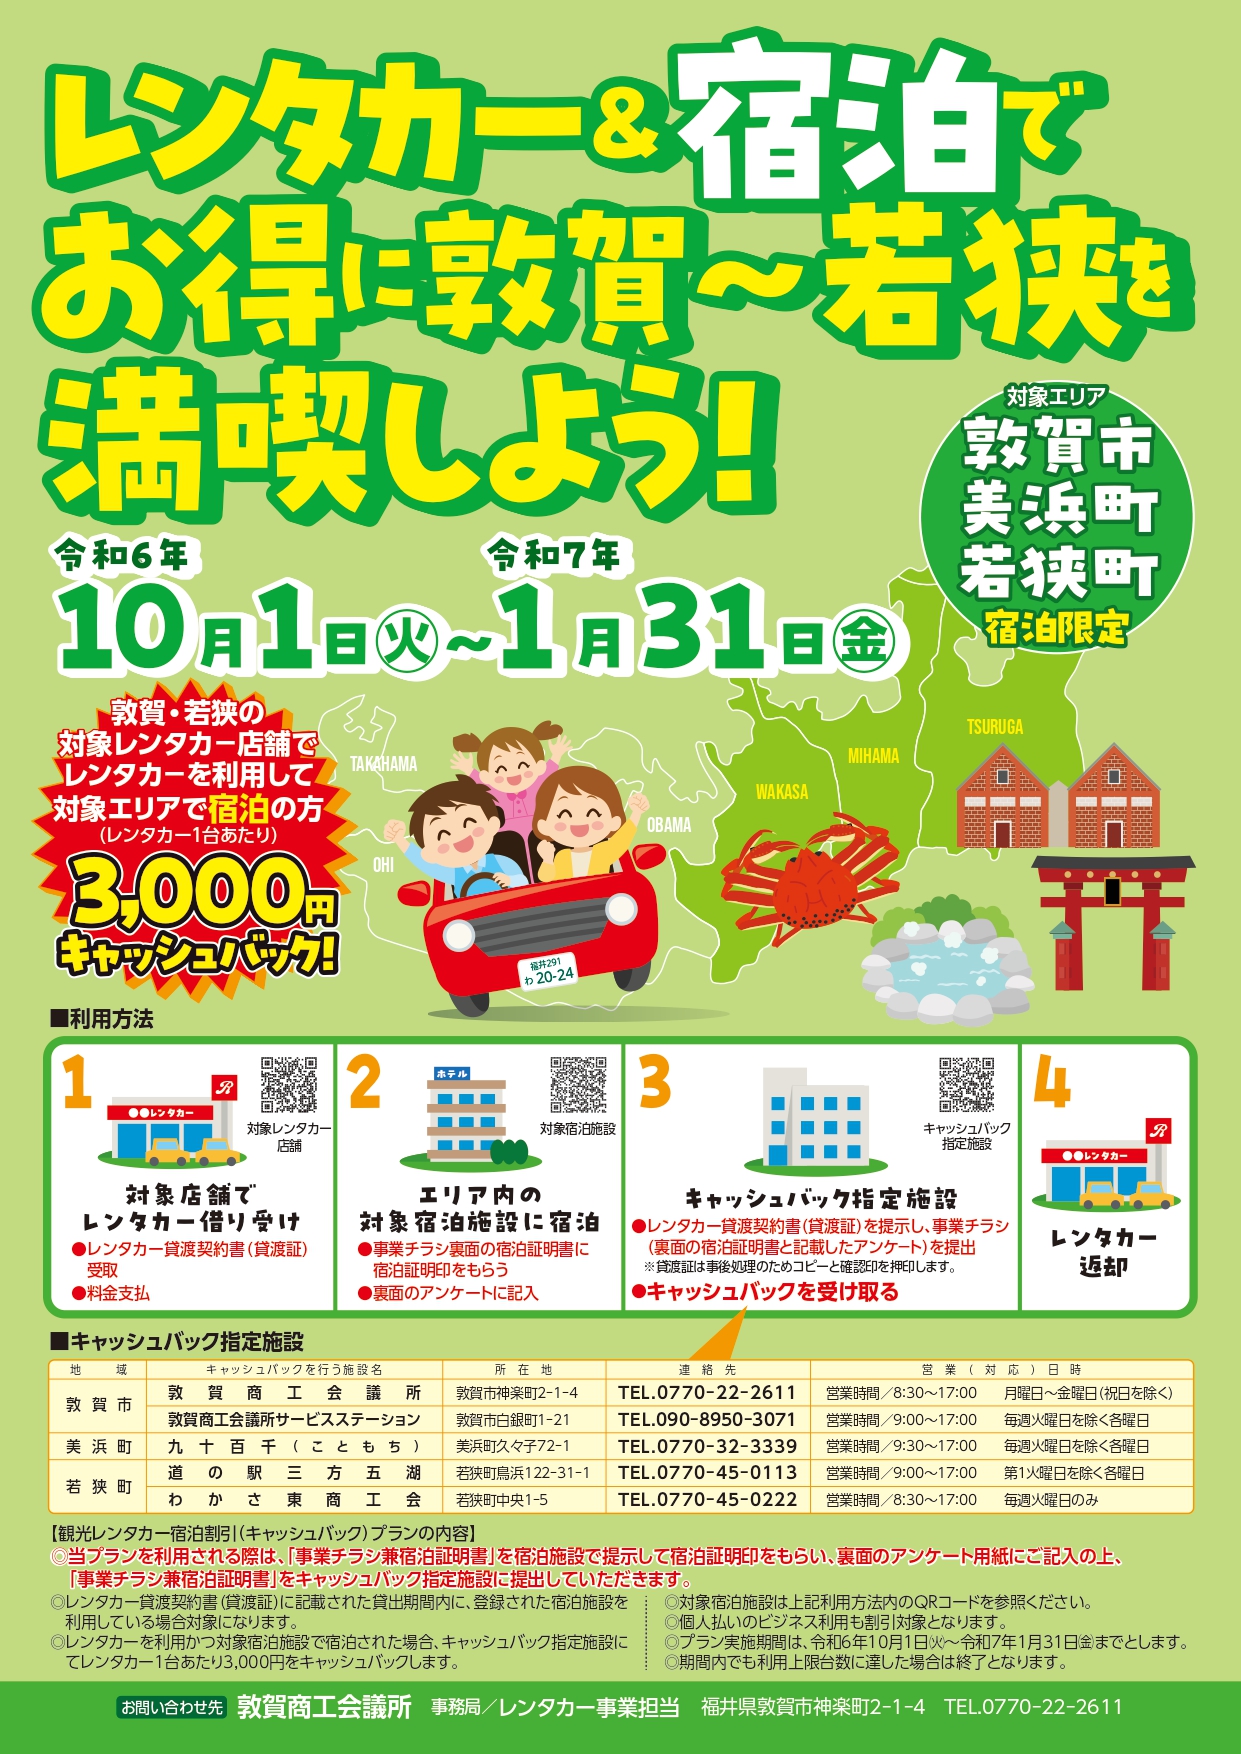 レンタカー&宿泊で
お得に敦賀～若狭を
満喫しよう!
対象エリア
敦賀市
美浜町
若狭町
宿泊限定
令和6年 令和7年
10月1日㊋～1月31日㊎
敦賀・若狭の
対象レンタカー店舗で
レンタカーを利用して
対象エリアで宿泊の方
(レンタカー1台あたり)
3,000円
キャッシュバック!
TAKAHAMA
OHI
OBAMA
WAKASA
MIHAMA
TSURUGA
福井291
わ 20-24
■利用方法
1
R
●●レンタカー
対象レンタカー
店舗
対象店舗で
レンタカー借り受け
●レンタカー貸渡契約書(貸渡証)
受取
●料金支払
2
ホテル
対象宿泊施設
エリア内の
対象宿泊施設に宿泊
●事業チラシ裏面の宿泊証明書に
宿泊証明印をもらう
●裏面のアンケートに記入
3
キャッシュバック
指定施設
キャッシュバック指定施設
●レンタカー貸渡契約書(貸渡証)を提示し、事業チラシ
(裏面の宿泊証明書と記載したアンケート)を提出
※貸渡証は事後処理のためコピーと確認印を押印します。
●キャッシュバックを受け取る
4
R
●●レンタカー
レンタカー
返却
■キャッシュバック指定施設
地域 キャッシュバックを行う施設名 所在地 連絡先 営業(対応)日時
敦賀市 敦賀商工会議所 敦賀市神楽町2-1-4 TEL.0770-22-2611 営業時間／8:30～17:00 月曜日～金曜日(祝日を除く)
敦賀商工会議所サービスステーション 敦賀市白銀町1-21 TEL.090-8950-3071 営業時間／9:00～17:00 毎週火曜日を除く各曜日
美浜町 九十百千(こともち) 美浜町久々子72-1 TEL.0770-32-3339 営業時間／9:30～17:00 毎週火曜日を除く各曜日
若狭町 道の駅三方五湖 若狭町鳥浜122-31-1 TEL.0770-45-0113 営業時間／9:00～17:00 第1火曜日を除く各曜日
わかさ東商工会 若狭町中央1-5 TEL.0770-45-0222 営業時間／8:30～17:00 毎週火曜日のみ
【観光レンタカー宿泊割引(キャッシュバック)プランの内容】
◎当プランを利用される際は、「事業チラシ兼宿泊証明書」を宿泊施設で提示して宿泊証明印をもらい、裏面のアンケート用紙にご記入の上、
「事業チラシ兼宿泊証明書」をキャッシュバック指定施設に提出していただきます。
◎レンタカー貸渡契約書(貸渡証)に記載された貸出期間内に、登録された宿泊施設を
利用している場合対象になります。
◎レンタカーを利用かつ対象宿泊施設で宿泊された場合、キャッシュバック指定施設に
てレンタカー1台あたり3,000円をキャッシュバックします。
◎対象宿泊施設は上記利用方法内のQRコードを参照ください。
◎個人払いのビジネス利用も割引対象となります。
◎プラン実施期間は、令和6年10月1日㈫～令和7年1月31日㊎までとします。
◎期間内でも利用上限台数に達した場合は終了となります。
お問い合わせ先 敦賀商工会議所 事務局／レンタカー事業担当 福井県敦賀市神楽町2-1-4 TEL.0770-22-2611